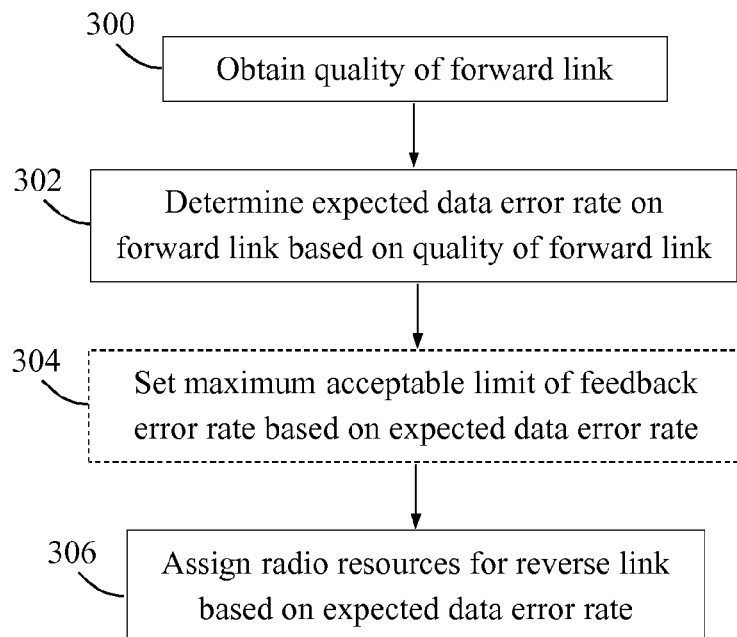 300
Obtain quality of forward link
302
Determine expected data error rate on
forward link based on quality of forward link
304
Set maximum acceptable limit of feedback
error rate based on expected data error rate
306
Assign radio resources for reverse link
based on expected data error rate